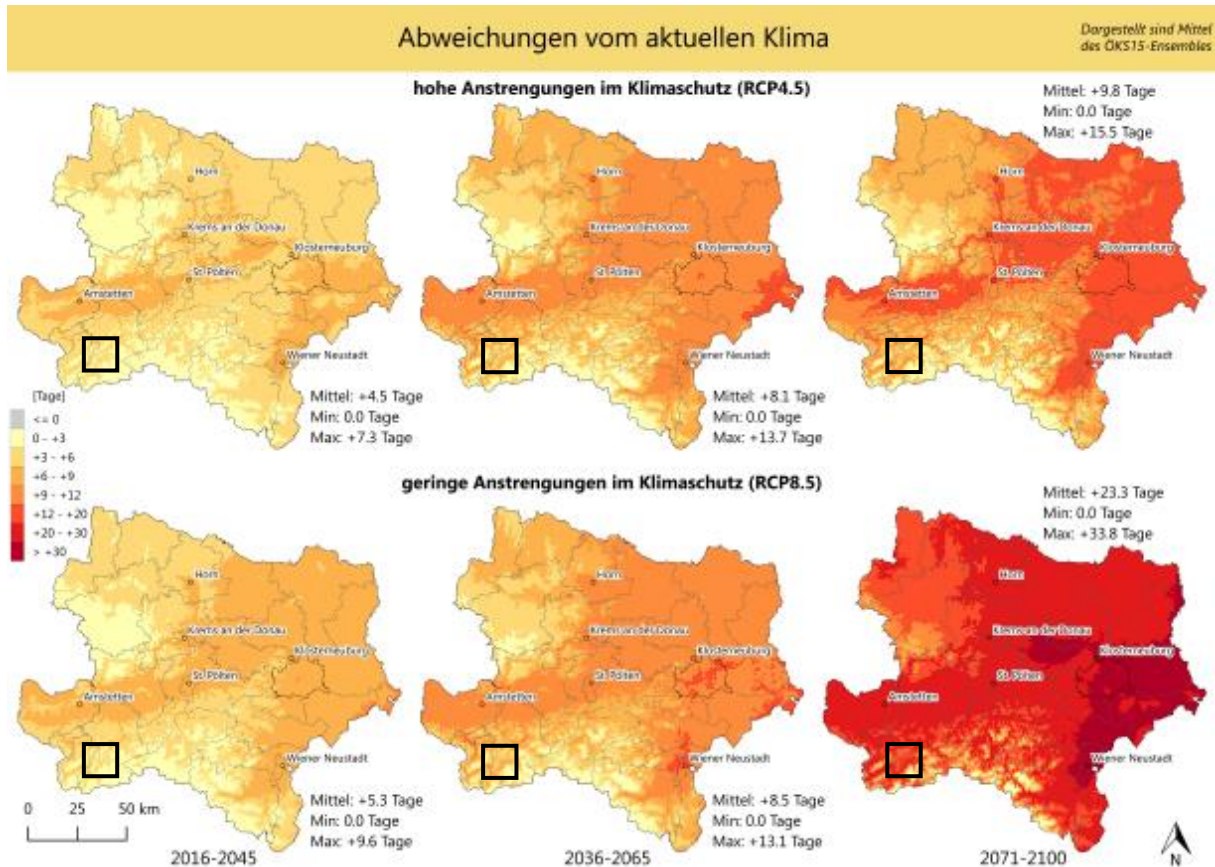 Abweichungen vom aktuellen Klima
Dargestellt sind Mittel
des ÖKS15-Ensembles
hohe Anstrengungen im Klimaschutz (RCP4.5)
Mittel: +9.8 Tage
Min: 0.0 Tage
Max: +15.5 Tage
Horn
Krems an der Donau
Klosterneuburg
St. Pölten
Amstetten
Wiener Neustadt
Horn
Krems an der Donau
Klosterneuburg
St. Pölten
Amstetten
Wiener Neustadt
Horn
Krems an der Donau
Klosterneuburg
St. Pölten
Amstetten
Wiener Neustadt
Mittel: +4.5 Tage
Min: 0.0 Tage
Max: +7.3 Tage
Mittel: +8.1 Tage
Min: 0.0 Tage
Max: +13.7 Tage
[Tage]
<= 0
0 - +3
+3 - +6
+6 - +9
+9 - +12
+12 - +20
+20 - +30
> +30
geringe Anstrengungen im Klimaschutz (RCP8.5)
Mittel: +23.3 Tage
Min: 0.0 Tage
Max: +33.8 Tage
Horn
Krems an der Donau
Klosterneuburg
St. Pölten
Amstetten
Wiener Neustadt
Horn
Krems an der Donau
Klosterneuburg
St. Pölten
Amstetten
Wiener Neustadt
Horn
Krems an der Donau
Klosterneuburg
St. Pölten
Amstetten
Wiener Neustadt
Mittel: +5.3 Tage
Min: 0.0 Tage
Max: +9.6 Tage
Mittel: +8.5 Tage
Min: 0.0 Tage
Max: +13.1 Tage
0 25 50 km
2016-2045
2036-2065
2071-2100
N